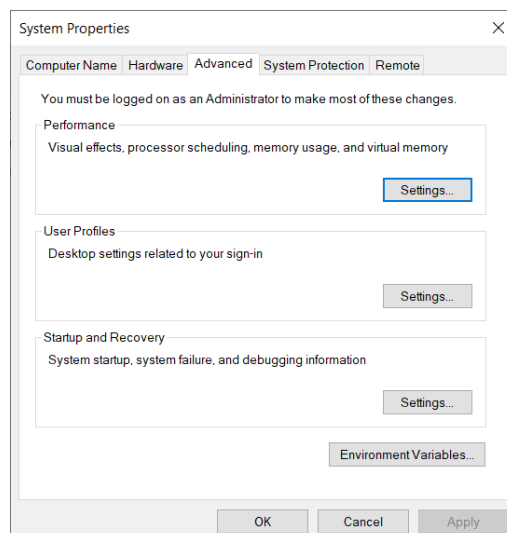 System Properties
Computer Name Hardware Advanced System Protection Remote
You must be logged on as an Administrator to make most of these changes.
Performance
Visual effects, processor scheduling, memory usage, and virtual memory
Settings...
User Profiles
Desktop settings related to your sign-in
Settings...
Startup and Recovery
System startup, system failure, and debugging information
Settings...
Environment Variables...
OK Cancel Apply